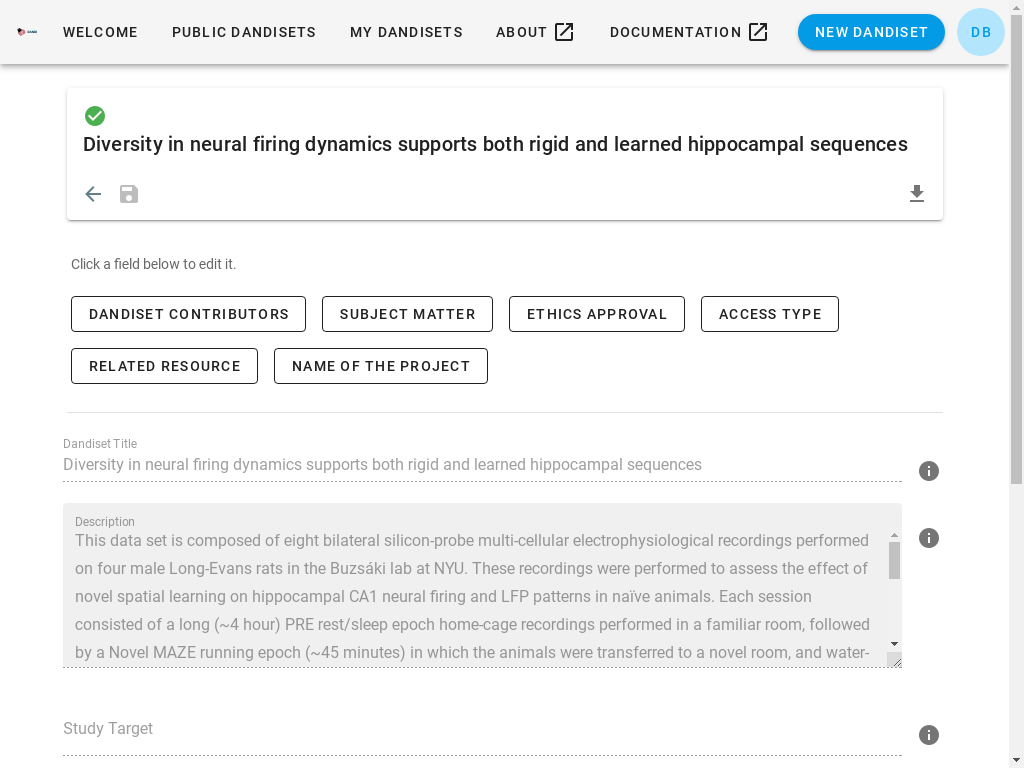 WELCOME PUBLIC DANDISETS MY DANDISETS ABOUT DOCUMENTATION NEW DANDISET DB
Diversity in neural firing dynamics supports both rigid and learned hippocampal sequences
Click a field below to edit it.
DANDISET CONTRIBUTORS SUBJECT MATTER ETHICS APPROVAL ACCESS TYPE
RELATED RESOURCE NAME OF THE PROJECT
Dandiset Title
Diversity in neural firing dynamics supports both rigid and learned hippocampal sequences
Description
This data set is composed of eight bilateral silicon-probe multi-cellular electrophysiological recordings performed
on four male Long-Evans rats in the Buzsáki lab at NYU. These recordings were performed to assess the effect of
novel spatial learning on hippocampal CA1 neural firing and LFP patterns in naïve animals. Each session
consisted of a long (~4 hour) PRE rest/sleep epoch home-cage recordings performed in a familiar room, followed
by a Novel MAZE running epoch (~45 minutes) in which the animals were transferred to a novel room, and water-
Study Target